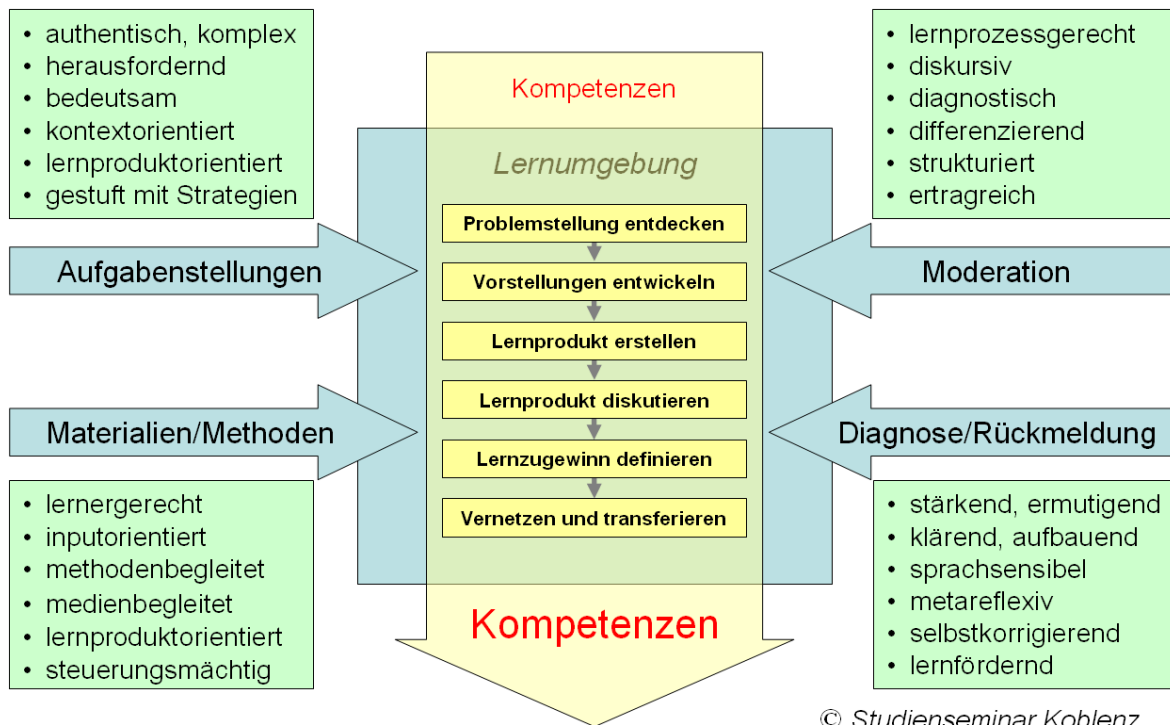 • authentisch, komplex
• herausfordernd
• bedeutsam
• kontextorientiert
• lernproduktorientiert
• gestuft mit Strategien
Aufgabenstellungen
Materialien/Methoden
• lernergerecht
• inputorientiert
• methodenbegleitet
• medienbegleitet
• lernproduktorientiert
• steuerungsmächtig
Kompetenzen
Lernumgebung
Problemstellung entdecken
Vorstellungen entwickeln
Lernprodukt erstellen
Lernprodukt diskutieren
Lernzugewinn definieren
Vernetzen und transferieren
Kompetenzen
• lernprozessgerecht
• diskursiv
• diagnostisch
• differenzierend
• strukturiert
• ertragreich
Moderation
Diagnose/Rückmeldung
• stärkend, ermutigend
• klärend, aufbauend
• sprachsensibel
• metareflexiv
• selbstkorrigierend
• lernfördernd
© Studienseminar Koblenz